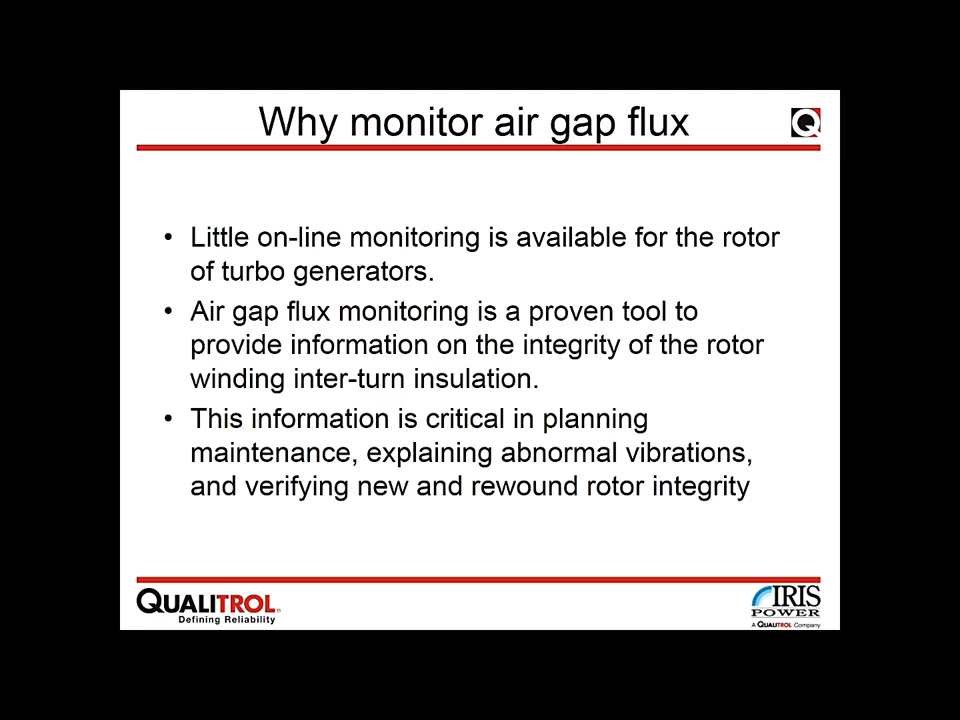 Why monitor air gap flux
Q
• Little on-line monitoring is available for the rotor
of turbo generators.
• Air gap flux monitoring is a proven tool to
provide information on the integrity of the rotor
winding inter-turn insulation.
• This information is critical in planning
maintenance, explaining abnormal vibrations,
and verifying new and rewound rotor integrity
QUALITROL®
Defining Reliability
IRIS
POWER
A QUALITROL Company